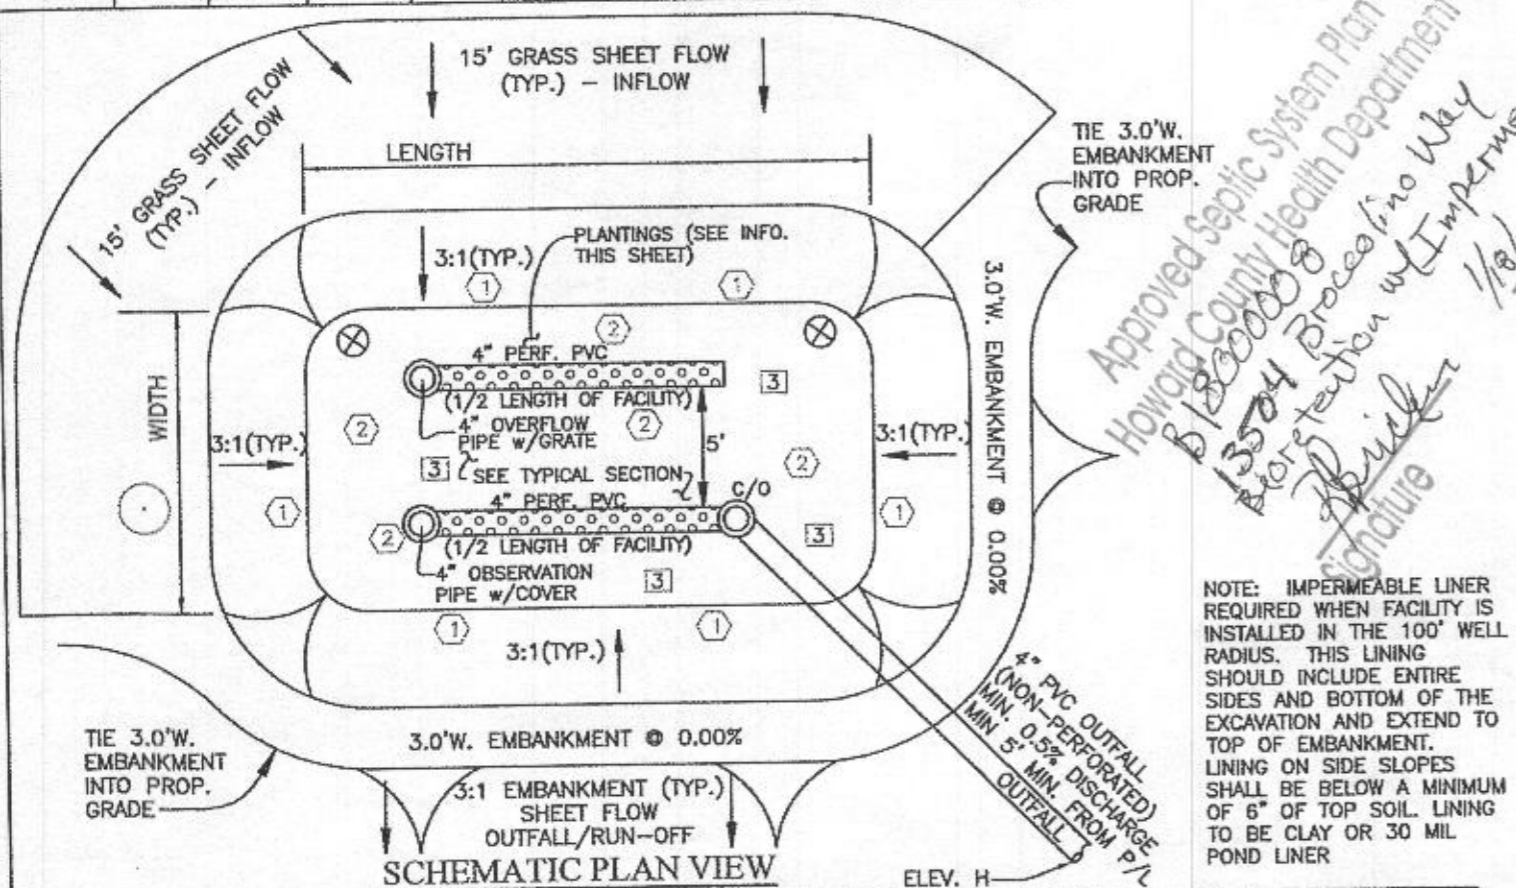 15' GRASS SHEET FLOW
(TYP.) - INFLOW
15' GRASS SHEET FLOW
(TYP.) - INFLOW
LENGTH
TIE 3.0'W.
EMBANKMENT
INTO PROP.
GRADE
PLANTINGS (SEE INFO.
THIS SHEET)
3:1(TYP.)
1
1
2
4" PERF. PVC
3
(1/2 LENGTH OF FACILITY)
WIDTH
2
4" OVERFLOW
PIPE w/GRATE
2
5'
3:1(TYP.)
3:1(TYP.)
3
SEE TYPICAL SECTION
2
4" PERF. PVC
C/O
1
1
2
3
(1/2 LENGTH OF FACILITY)
4" OBSERVATION
PIPE w/COVER
3
3.0'W. EMBANKMENT @ 0.00%
1
1
3:1(TYP.)
4" PVC OUTFALL
(NON-PERFORATED)
MIN. 0.5% DISCHARGE
MIN. 5' MIN. FROM P/L
OUTFALL
TIE 3.0'W.
EMBANKMENT
INTO PROP.
GRADE
3.0'W. EMBANKMENT @ 0.00%
3:1 EMBANKMENT (TYP.)
SHEET FLOW
OUTFALL/RUN-OFF
SCHEMATIC PLAN VIEW
ELEV. H
Approved Septic System Plan
Howard County Health Department
B18000008
13504 Broccolino Way
Bioretention w/ Imperme
1/18/
Signature
NOTE: IMPERMEABLE LINER
REQUIRED WHEN FACILITY IS
INSTALLED IN THE 100' WELL
RADIUS. THIS LINING
SHOULD INCLUDE ENTIRE
SIDES AND BOTTOM OF THE
EXCAVATION AND EXTEND TO
TOP OF EMBANKMENT.
LINING ON SIDE SLOPES
SHALL BE BELOW A MINIMUM
OF 6" OF TOP SOIL. LINING
TO BE CLAY OR 30 MIL
POND LINER